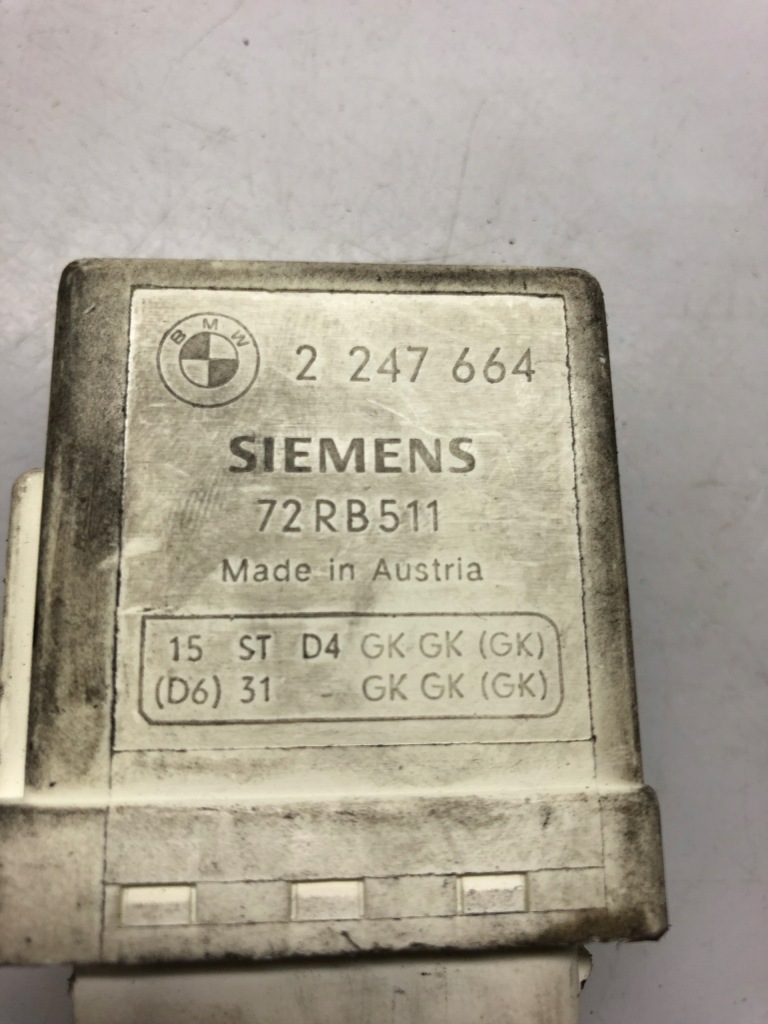 BMW 2 247 664
SIEMENS
72RB511
Made in Austria
15 ST D4 GK GK (GK)
(D6) 31 - GK GK (GK)